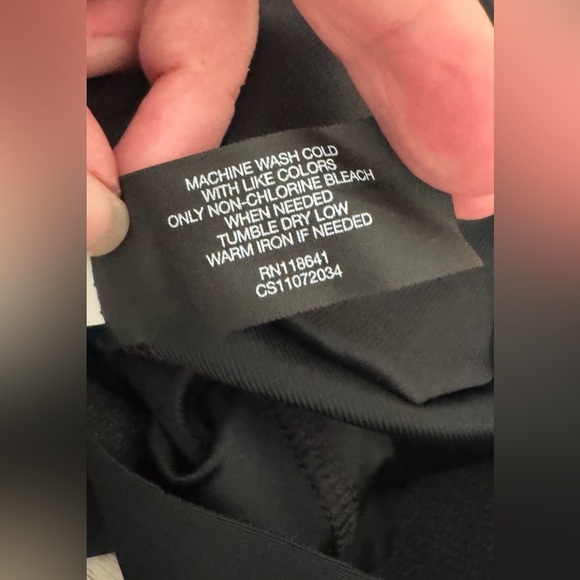 MACHINE WASH COLD
WITH LIKE COLORS
ONLY NON-CHLORINE BLEACH
WHEN NEEDED
TUMBLE DRY LOW
WARM IRON IF NEEDED
RN118641
CS11072034